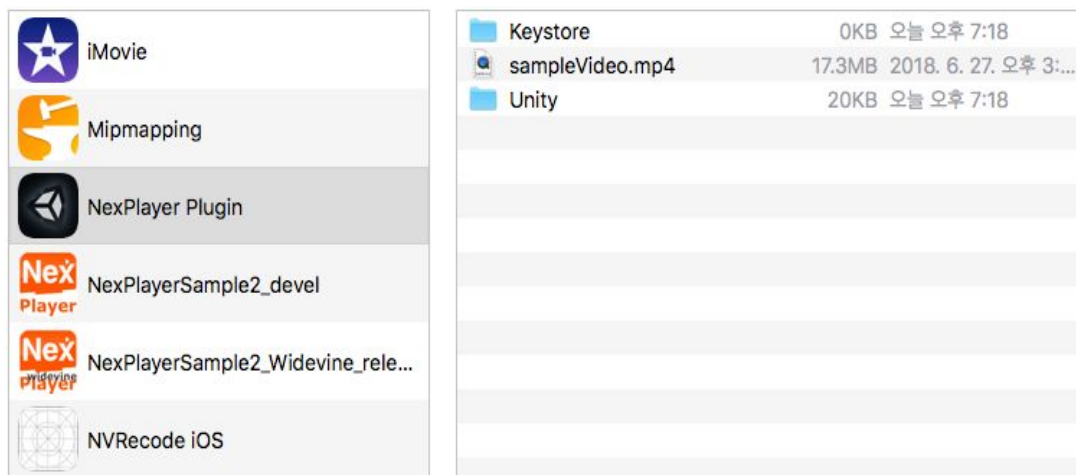 iMovie
Mipmapping
NexPlayer Plugin
Nex
Player
NexPlayerSample2_devel
Nex
widevine
Player
NexPlayerSample2_Widevine_rele...
NVRecode iOS
Keystore 0KB 오늘 오후 7:18
sampleVideo.mp4 17.3MB 2018. 6. 27. 오후 3:...
Unity 20KB 오늘 오후 7:18